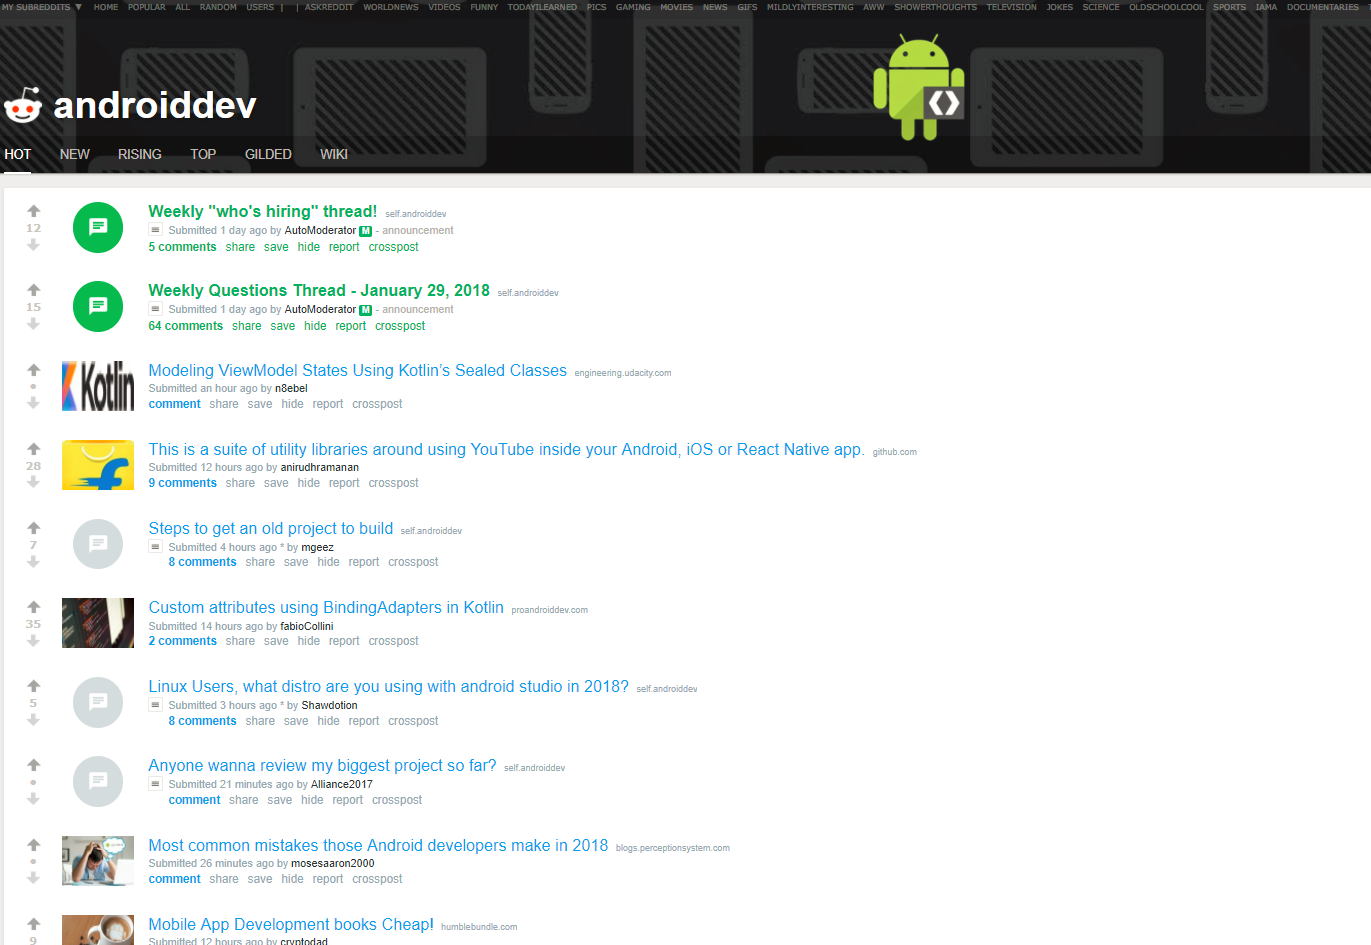 MY SUBREDDITS ▼ HOME POPULAR ALL RANDOM USERS | | ASKREDDIT WORLDNEWS VIDEOS FUNNY TODAYILEARNED PICS GAMING MOVIES NEWS GIFS MILDLYINTERESTING AWW SHOWERTHOUGHTS TELEVISION JOKES SCIENCE OLDSCHOOLCOOL SPORTS IAMA DOCUMENTARIES
androiddev
HOT NEW RISING TOP GILDED WIKI
Weekly "who's hiring" thread! self.androiddev
12
Submitted 1 day ago by AutoModerator M - announcement
5 comments share save hide report crosspost
Weekly Questions Thread - January 29, 2018 self.androiddev
15
Submitted 1 day ago by AutoModerator M - announcement
64 comments share save hide report crosspost
Kotlin
Modeling ViewModel States Using Kotlin’s Sealed Classes engineering.udacity.com
•
Submitted an hour ago by n8ebel
comment share save hide report crosspost
This is a suite of utility libraries around using YouTube inside your Android, iOS or React Native app. github.com
28
Submitted 12 hours ago by anirudhramanan
9 comments share save hide report crosspost
Steps to get an old project to build self.androiddev
7
Submitted 4 hours ago * by mgeez
8 comments share save hide report crosspost
Custom attributes using BindingAdapters in Kotlin proandroiddev.com
35
Submitted 14 hours ago by fabioCollini
2 comments share save hide report crosspost
Linux Users, what distro are you using with android studio in 2018? self.androiddev
5
Submitted 3 hours ago * by Shawdotion
8 comments share save hide report crosspost
Anyone wanna review my biggest project so far? self.androiddev
•
Submitted 21 minutes ago by Alliance2017
comment share save hide report crosspost
Most common mistakes those Android developers make in 2018 blogs.perceptionsystem.com
•
Submitted 26 minutes ago by mosesaaron2000
comment share save hide report crosspost
Mobile App Development books Cheap! humblebundle.com
9
Submitted 12 hours ago by cryptodad